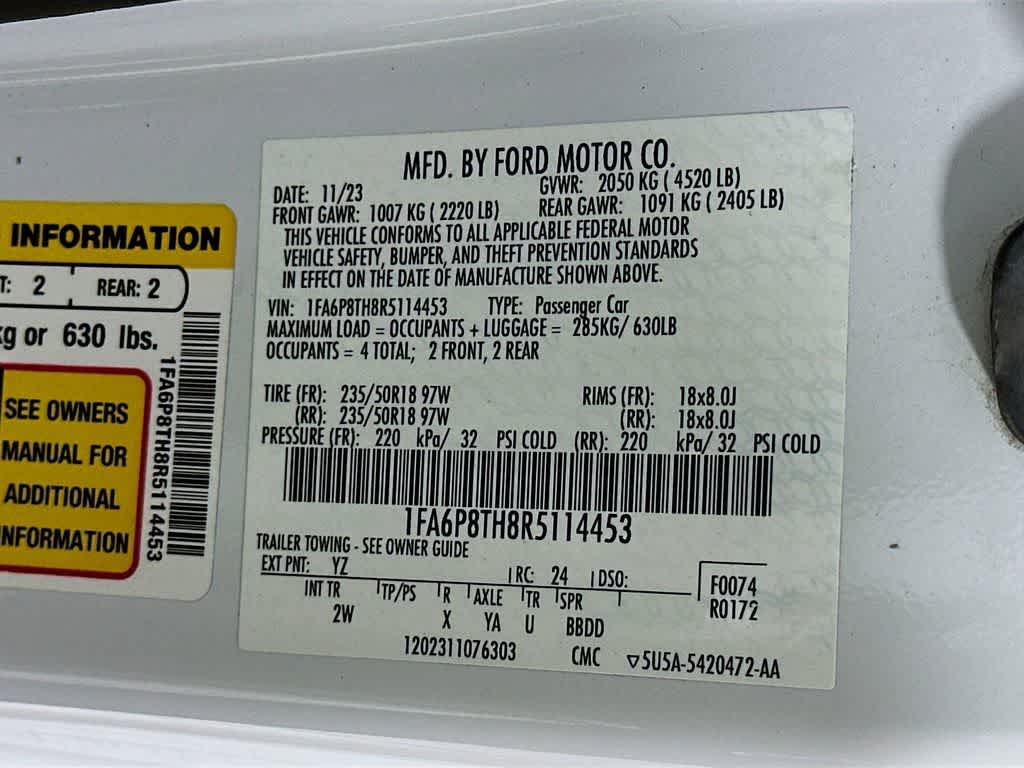 INFORMATION
T: 2 REAR: 2
kg or 630 lbs.
SEE OWNERS
MANUAL FOR
ADDITIONAL
INFORMATION
1FA6P8TH8R5114453
MFD. BY FORD MOTOR CO.
DATE: 11/23 GVWR: 2050 KG ( 4520 LB)
FRONT GAWR: 1007 KG ( 2220 LB) REAR GAWR: 1091 KG ( 2405 LB)
THIS VEHICLE CONFORMS TO ALL APPLICABLE FEDERAL MOTOR
VEHICLE SAFETY, BUMPER, AND THEFT PREVENTION STANDARDS
IN EFFECT ON THE DATE OF MANUFACTURE SHOWN ABOVE.
VIN: 1FA6P8TH8R5114453 TYPE: Passenger Car
MAXIMUM LOAD = OCCUPANTS + LUGGAGE = 285KG/ 630LB
OCCUPANTS = 4 TOTAL; 2 FRONT, 2 REAR
TIRE (FR): 235/50R18 97W RIMS (FR): 18x8.0J
(RR): 235/50R18 97W (RR): 18x8.0J
PRESSURE (FR): 220 kPa/ 32 PSI COLD (RR): 220 kPa/ 32 PSI COLD
1FA6P8TH8R5114453
TRAILER TOWING - SEE OWNER GUIDE
EXT PNT: YZ RC: 24 DSO: F0074
INT TR TP/PS R AXLE TR SPR R0172
2W X YA U BBDD
1202311076303 CMC ▽5U5A-5420472-AA